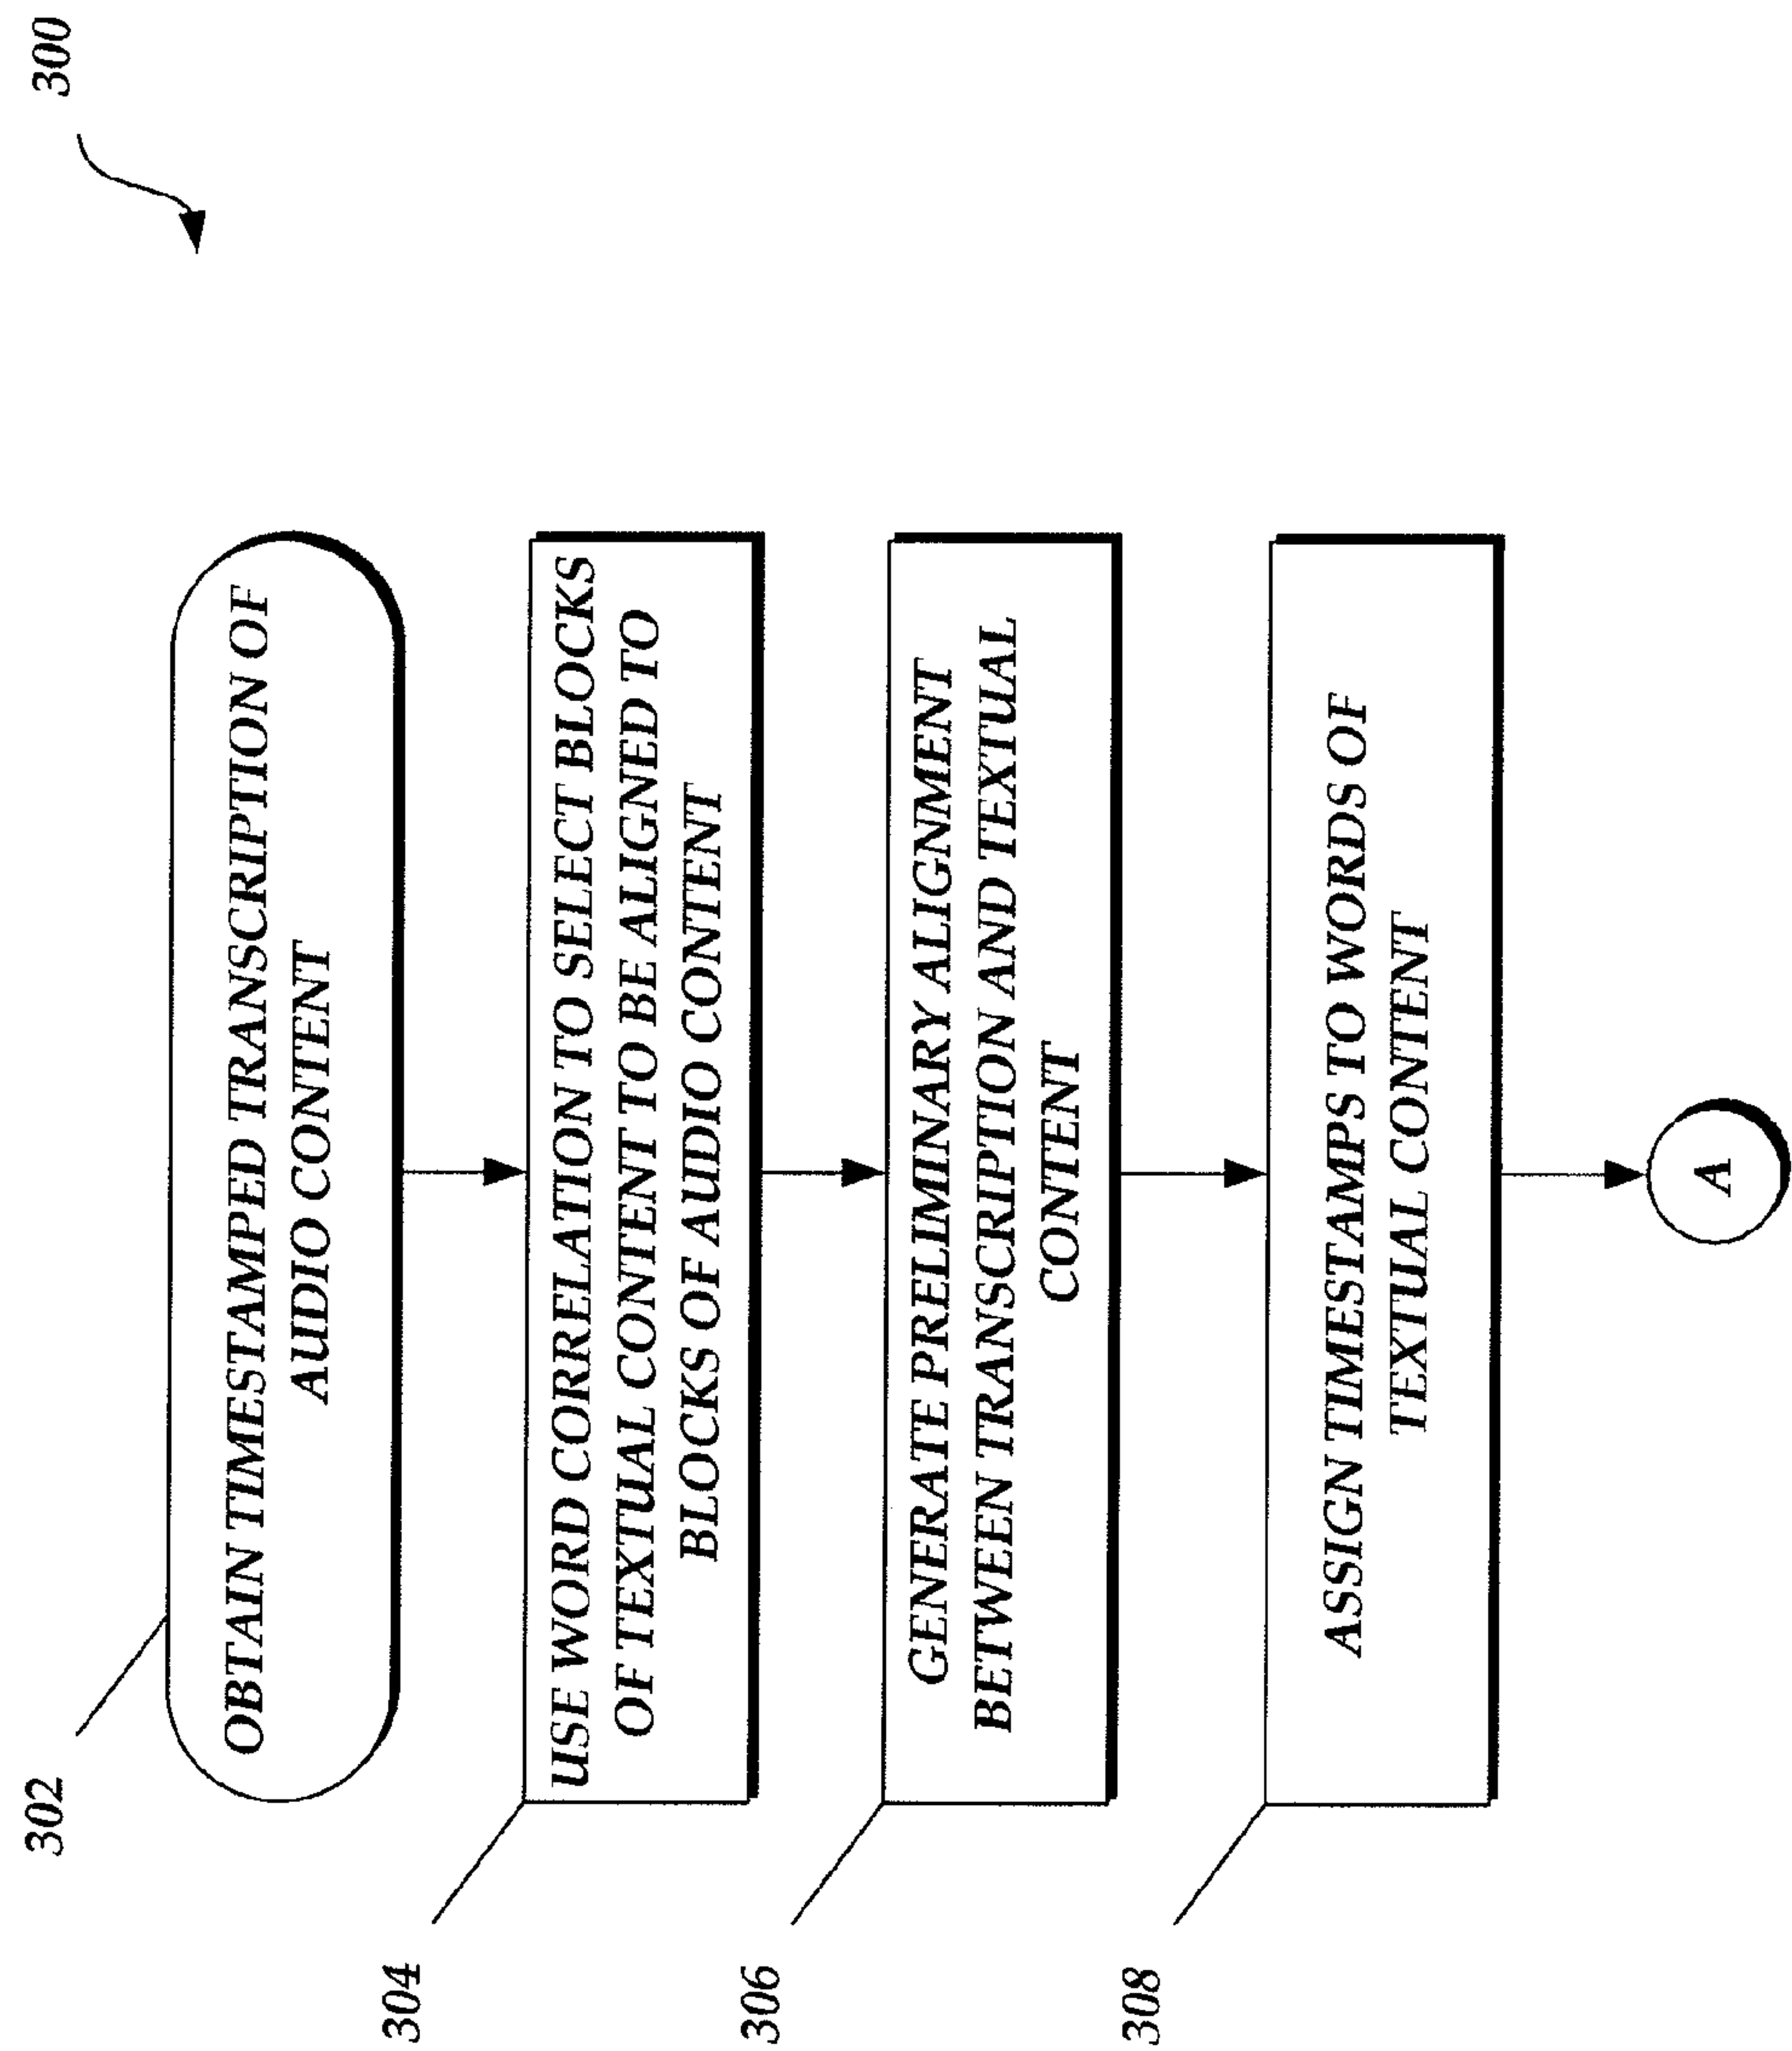 300
302
OBTAIN TIMESTAMPED TRANSCRIPTION OF
AUDIO CONTENT
304
USE WORD CORRELATION TO SELECT BLOCKS
OF TEXTUAL CONTENT TO BE ALIGNED TO
BLOCKS OF AUDIO CONTENT
306
GENERATE PRELIMINARY ALIGNMENT
BETWEEN TRANSCRIPTION AND TEXTUAL
CONTENT
308
ASSIGN TIMESTAMPS TO WORDS OF
TEXTUAL CONTENT
A